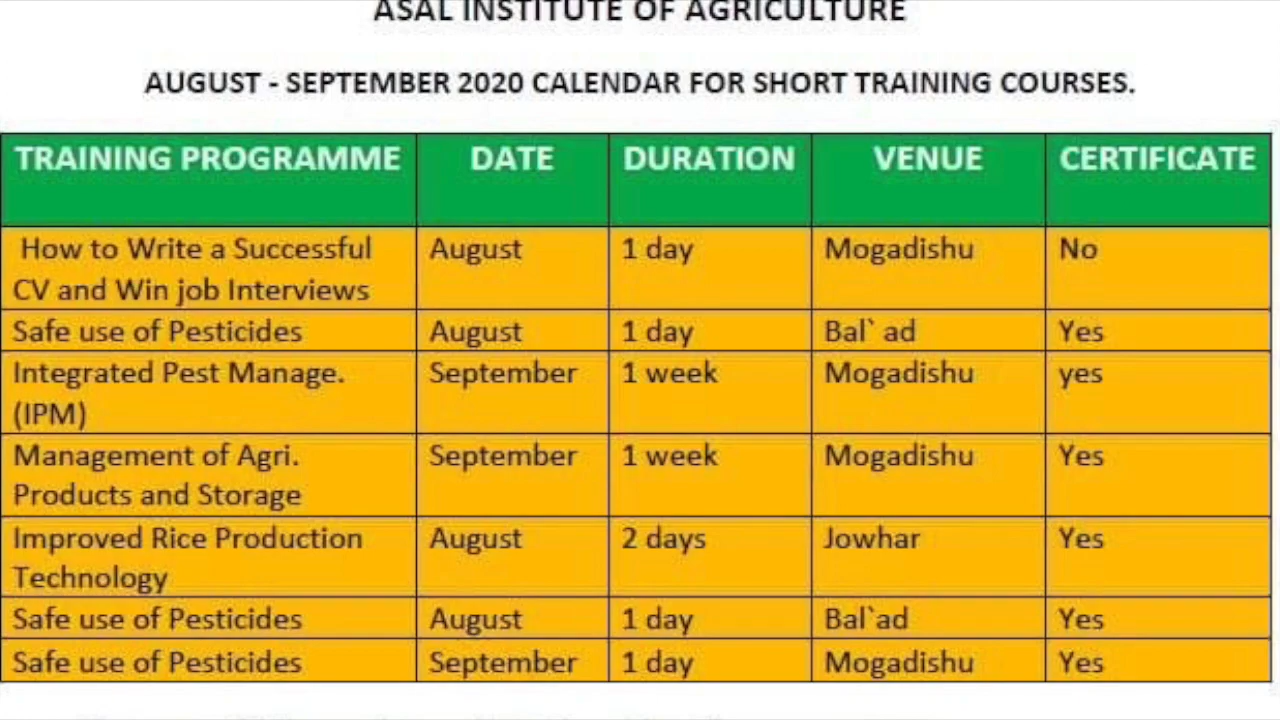 ASAL INSTITUTE OF AGRICULTURE
AUGUST - SEPTEMBER 2020 CALENDAR FOR SHORT TRAINING COURSES.
TRAINING PROGRAMME DATE DURATION VENUE CERTIFICATE
How to Write a Successful August 1 day Mogadishu No
CV and Win job Interviews
Safe use of Pesticides August 1 day Bal` ad Yes
Integrated Pest Manage. September 1 week Mogadishu yes
(IPM)
Management of Agri. September 1 week Mogadishu Yes
Products and Storage
Improved Rice Production August 2 days Jowhar Yes
Technology
Safe use of Pesticides August 1 day Bal`ad Yes
Safe use of Pesticides September 1 day Mogadishu Yes